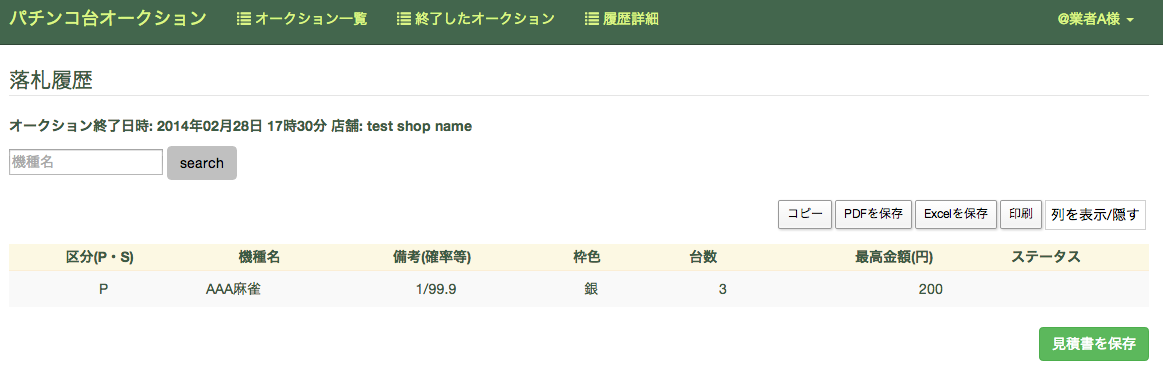 パチンコ台オークション オークション一覧 終了したオークション 履歴詳細 @業者A様
落札履歴
オークション終了日時: 2014年02月28日 17時30分 店舗: test shop name
機種名 search
コピー PDFを保存 Excelを保存 印刷 列を表示/隠す
区分(P・S) 機種名 備考(確率等) 枠色 台数 最高金額(円) ステータス
P AAA麻雀 1/99.9 銀 3 200
見積書を保存